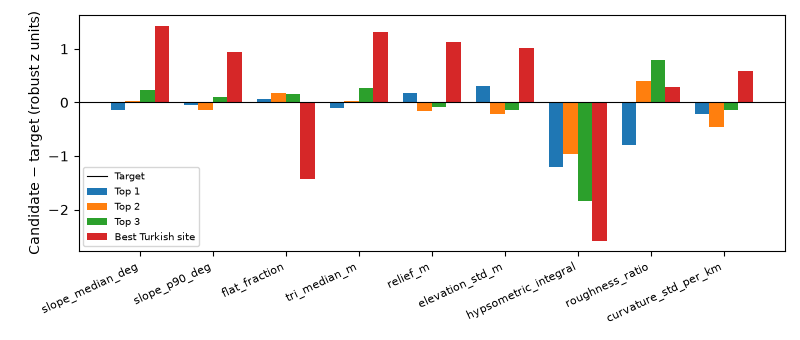 Candidate − target (robust z units)
1
0
−1
−2
Target
Top 1
Top 2
Top 3
Best Turkish site
slope_median_deg
slope_p90_deg
flat_fraction
tri_median_m
relief_m
elevation_std_m
hypsometric_integral
roughness_ratio
curvature_std_per_km